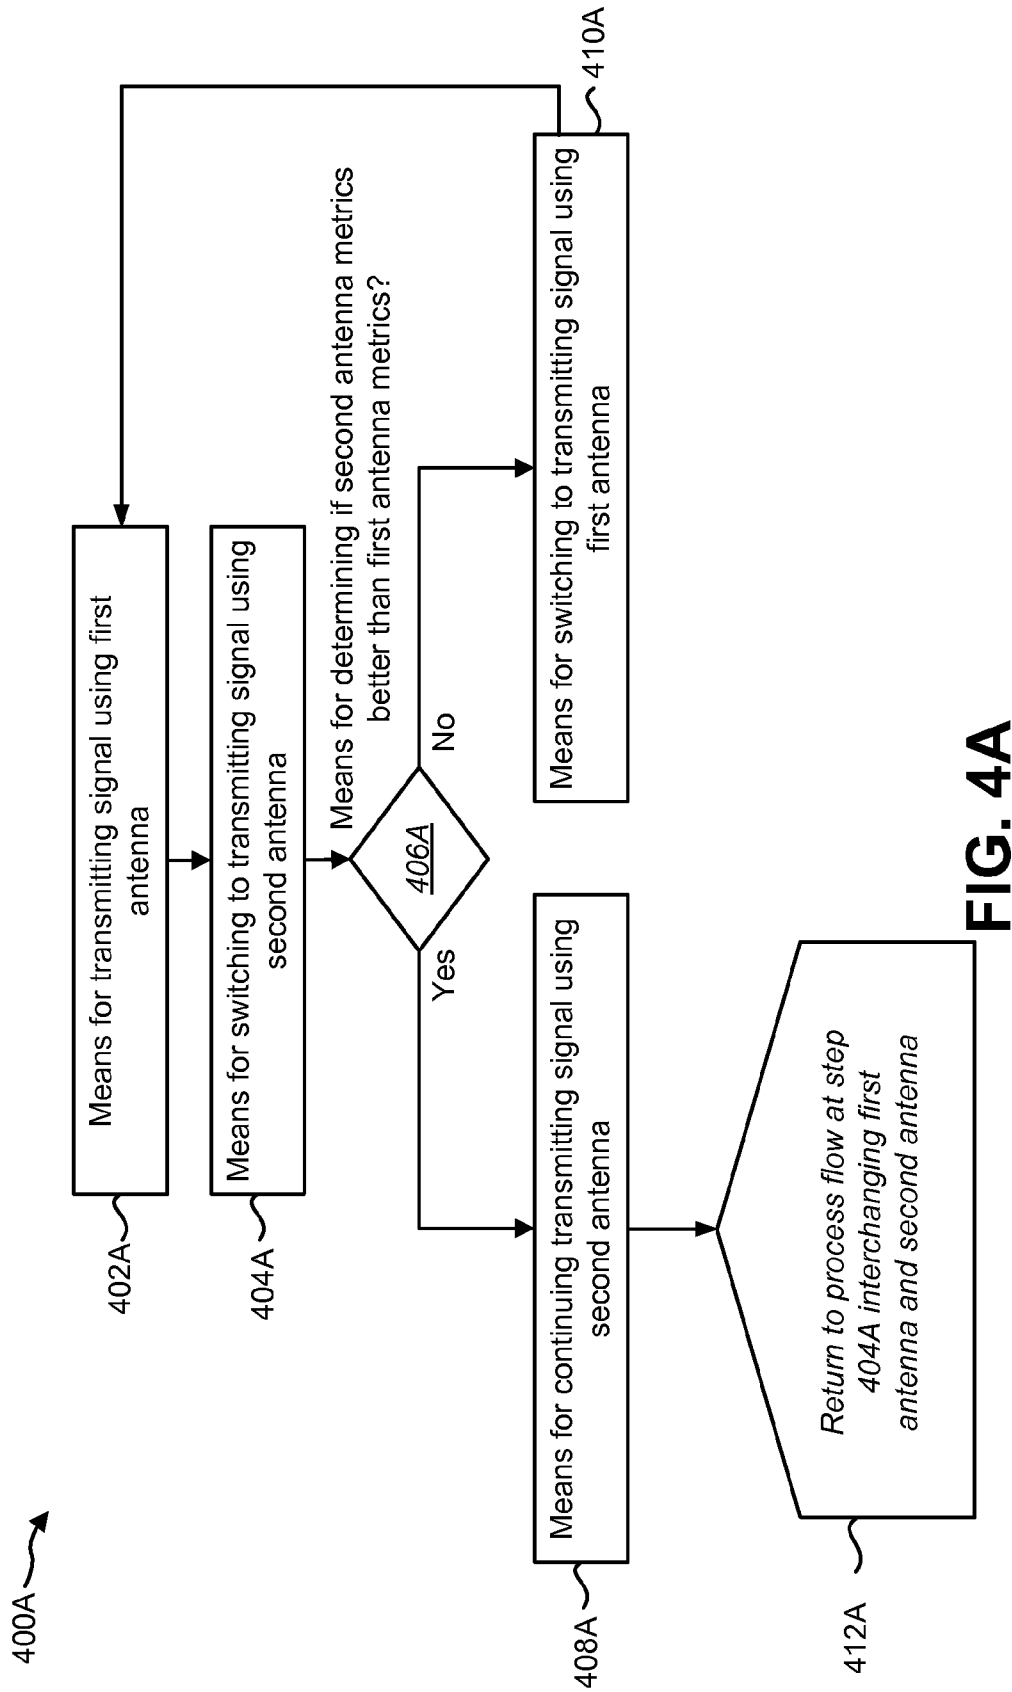 400A
402A
Means for transmitting signal using first
antenna
404A
Means for switching to transmitting signal using
second antenna
Means for determining if second antenna metrics
better than first antenna metrics?
406A
Yes
No
408A
Means for continuing transmitting signal using
second antenna
410A
Means for switching to transmitting signal using
first antenna
412A
Return to process flow at step
404A interchanging first
antenna and second antenna
FIG. 4A